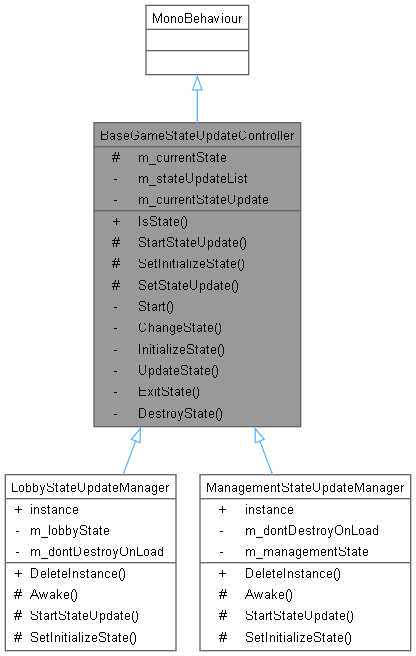 MonoBehaviour
BaseGameStateUpdateController
# m_currentState
- m_stateUpdateList
- m_currentStateUpdate
+ IsState()
# StartStateUpdate()
# SetInitializeState()
# SetStateUpdate()
- Start()
- ChangeState()
- InitializeState()
- UpdateState()
- ExitState()
- DestroyState()
LobbyStateUpdateManager
+ instance
- m_lobbyState
- m_dontDestroyOnLoad
+ DeleteInstance()
# Awake()
# StartStateUpdate()
# SetInitializeState()
ManagementStateUpdateManager
+ instance
- m_dontDestroyOnLoad
- m_managementState
+ DeleteInstance()
# Awake()
# StartStateUpdate()
# SetInitializeState()